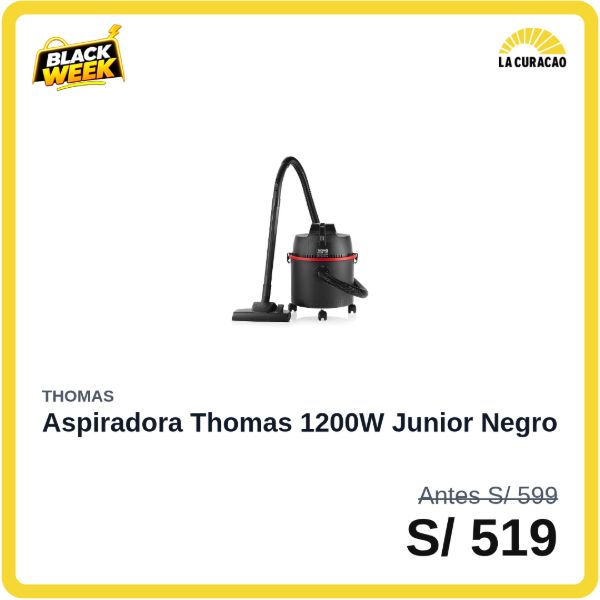 BLACK
WEEK
LA CURACAO
THOMAS
Aspiradora Thomas 1200W Junior Negro
Antes S/ 599
S/ 519